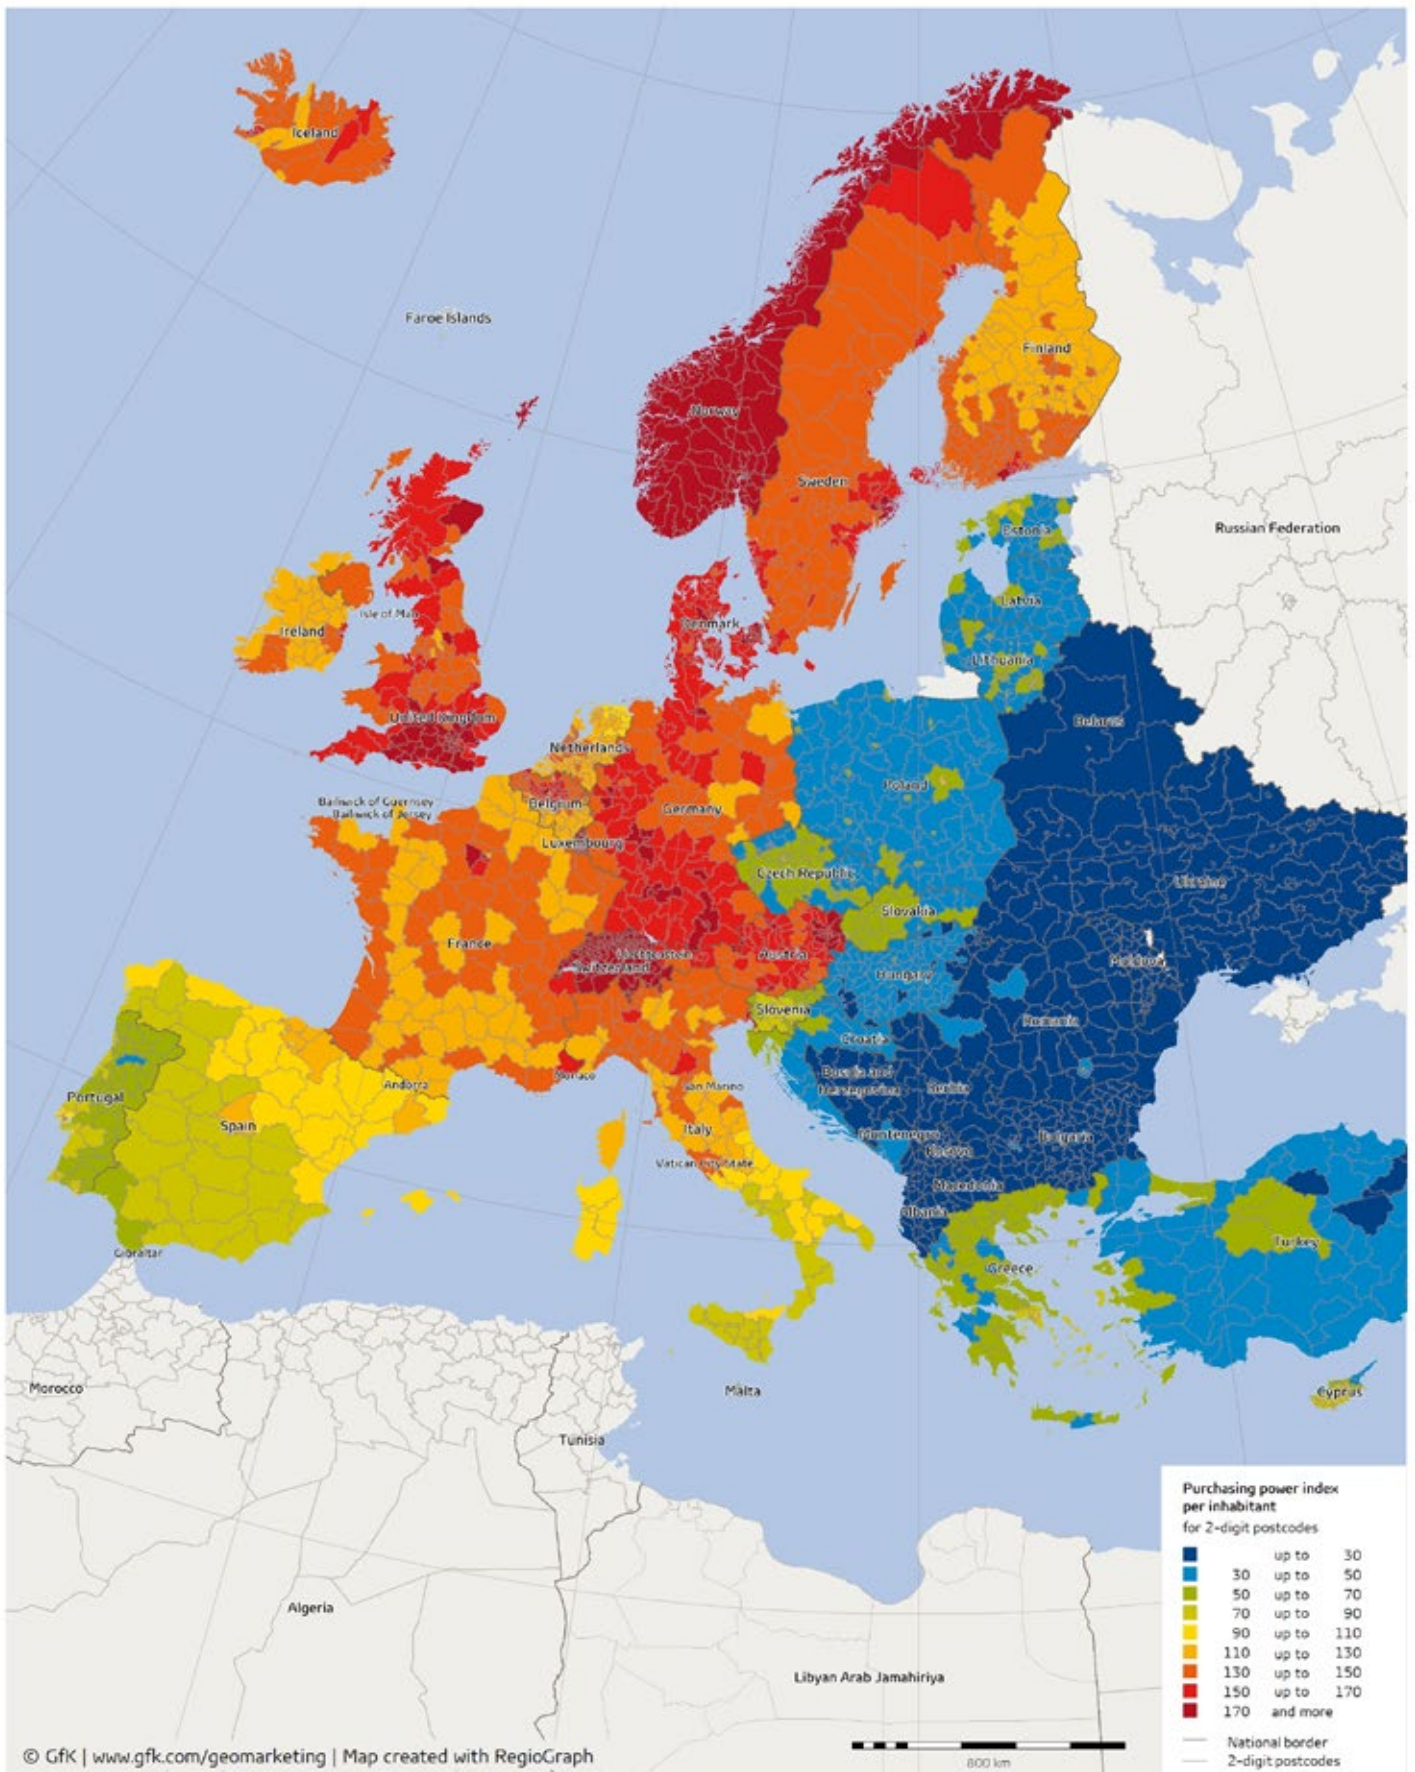 Iceland
Faroe Islands
Norway
Finland
Sweden
Estonia
Russian Federation
Latvia
Lithuania
Denmark
Isle of Man
Ireland
United Kingdom
Belarus
Netherlands
Poland
Germany
Belgium
Bailiwick of Guernsey
Bailiwick of Jersey
Luxembourg
Czech Republic
Ukraine
Slovakia
France
Liechtenstein
Switzerland
Austria
Hungary
Moldova
Slovenia
Romania
Croatia
Monaco
Bosnia and
Herzegovina
Serbia
Andorra
San Marino
Portugal
Spain
Italy
Montenegro
Bulgaria
Kosovo
Vatican City State
Macedonia
Albania
Gibraltar
Turkey
Greece
Morocco
Malta
Cyprus
Tunisia
Algeria
Libyan Arab Jamahiriya
Purchasing power index
per inhabitant
for 2-digit postcodes
up to 30
30 up to 50
50 up to 70
70 up to 90
90 up to 110
110 up to 130
130 up to 150
150 up to 170
170 and more
National border
2-digit postcodes
800 km
© GfK | www.gfk.com/geomarketing | Map created with RegioGraph